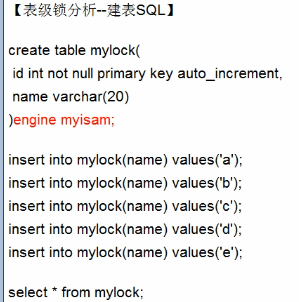 【表级锁分析--建表SQL】
create table mylock(
id int not null primary key auto_increment,
name varchar(20)
)engine myisam;
insert into mylock(name) values('a');
insert into mylock(name) values('b');
insert into mylock(name) values('c');
insert into mylock(name) values('d');
insert into mylock(name) values('e');
select * from mylock;